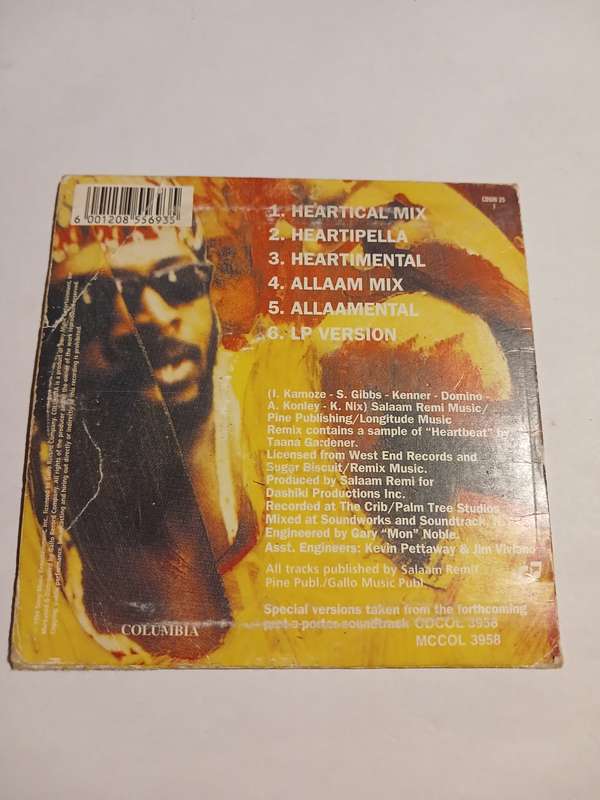 6 001208 556935
CDSIN 25
1. HEARTICAL MIX
2. HEARTIPELLA
3. HEARTIMENTAL
4. ALLAAM MIX
5. ALLAAMENTAL
6. LP VERSION
(I. Kamoze - S. Gibbs - Kenner - Domino -
A. Konley - K. Nix) Salaam Remi Music/
Pine Publishing/Longitude Music
Remix contains a sample of "Heartbeat" by
Taana Gardener.
Licensed from West End Records and
Sugar Biscuit/Remix Music.
Produced by Salaam Remi for
Dashiki Productions Inc.
Recorded at The Crib/Palm Tree Studios
Mixed at Soundworks and Soundtrack,
Engineered by Gary "Mon" Noble.
Asst. Engineers: Kevin Pettaway & Jim Viviano
All tracks published by Salaam Remi/
Pine Publ./Gallo Music Publ.
Special versions taken from the forthcoming
pret-a-porter soundtrack CDCOL 3958
MCCOL 3958
COLUMBIA